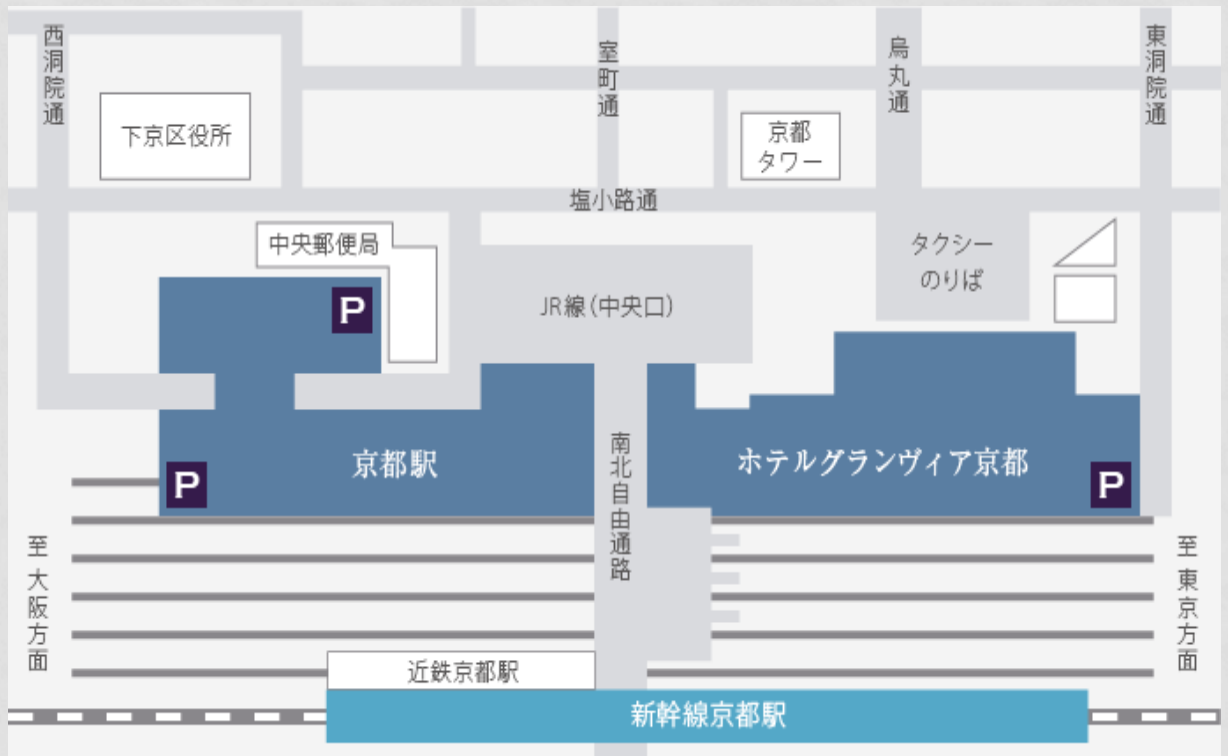 西洞院通
室町通
烏丸通
東洞院通
下京区役所
京都
タワー
塩小路通
中央郵便局
タクシー
のりば
JR線(中央口)
P
京都駅
ホテルグランヴィア京都
P
P
南北自由通路
至 大阪方面
至 東京方面
近鉄京都駅
新幹線京都駅